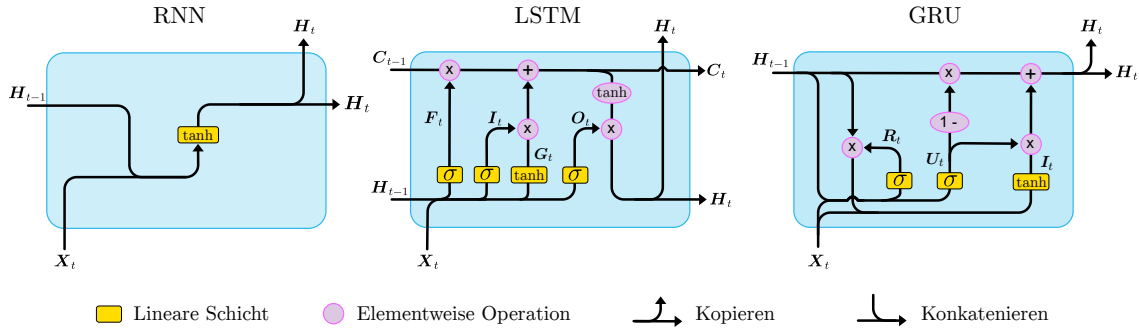 RNN LSTM GRU
H_t H_t H_t
C_{t-1} x + C_t H_{t-1} x + H_t
H_{t-1} tanh H_t F_t I_t x O_t tanh x 1 - R_t x U_t x I_t
G_t
σ σ tanh σ σ σ tanh
H_{t-1} H_t
X_t X_t X_t
Lineare Schicht Elementweise Operation Kopieren Konkatenieren